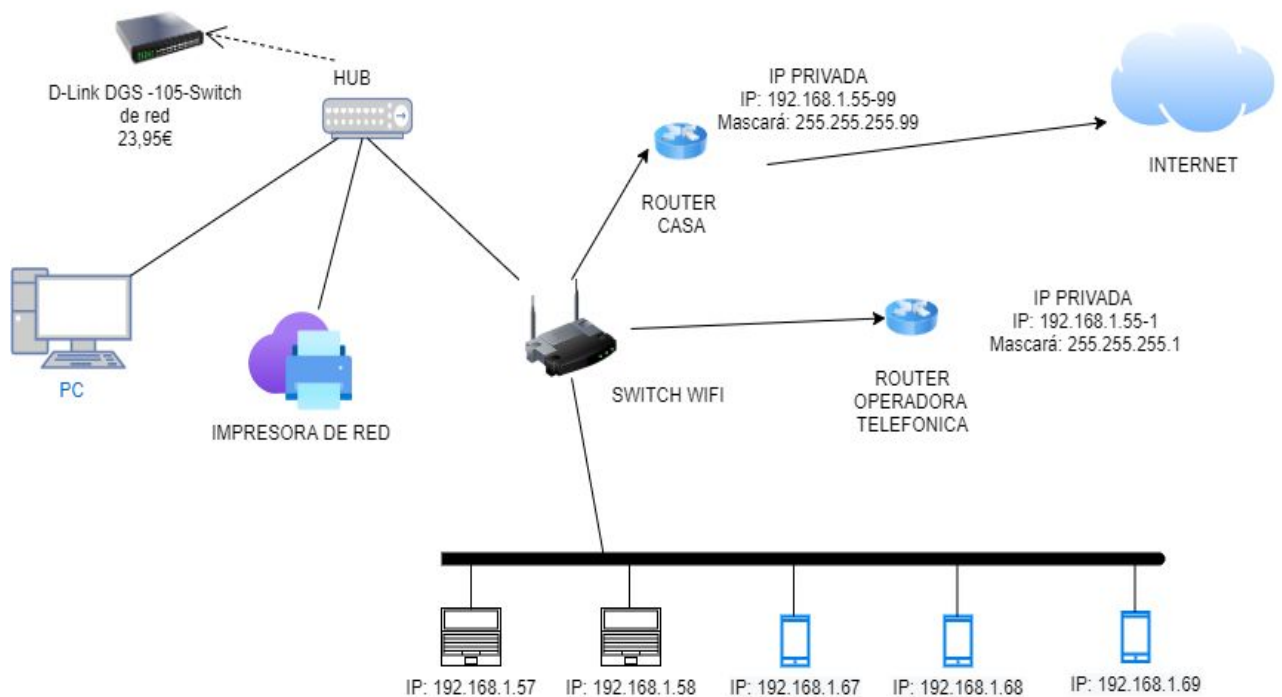 D-Link DGS -105-Switch
de red
23,95€
HUB
IP PRIVADA
IP: 192.168.1.55-99
Mascará: 255.255.255.99
ROUTER
CASA
INTERNET
PC
IMPRESORA DE RED
SWITCH WIFI
IP PRIVADA
IP: 192.168.1.55-1
Mascará: 255.255.255.1
ROUTER
OPERADORA
TELEFONICA
IP: 192.168.1.57
IP: 192.168.1.58
IP: 192.168.1.67
IP: 192.168.1.68
IP: 192.168.1.69